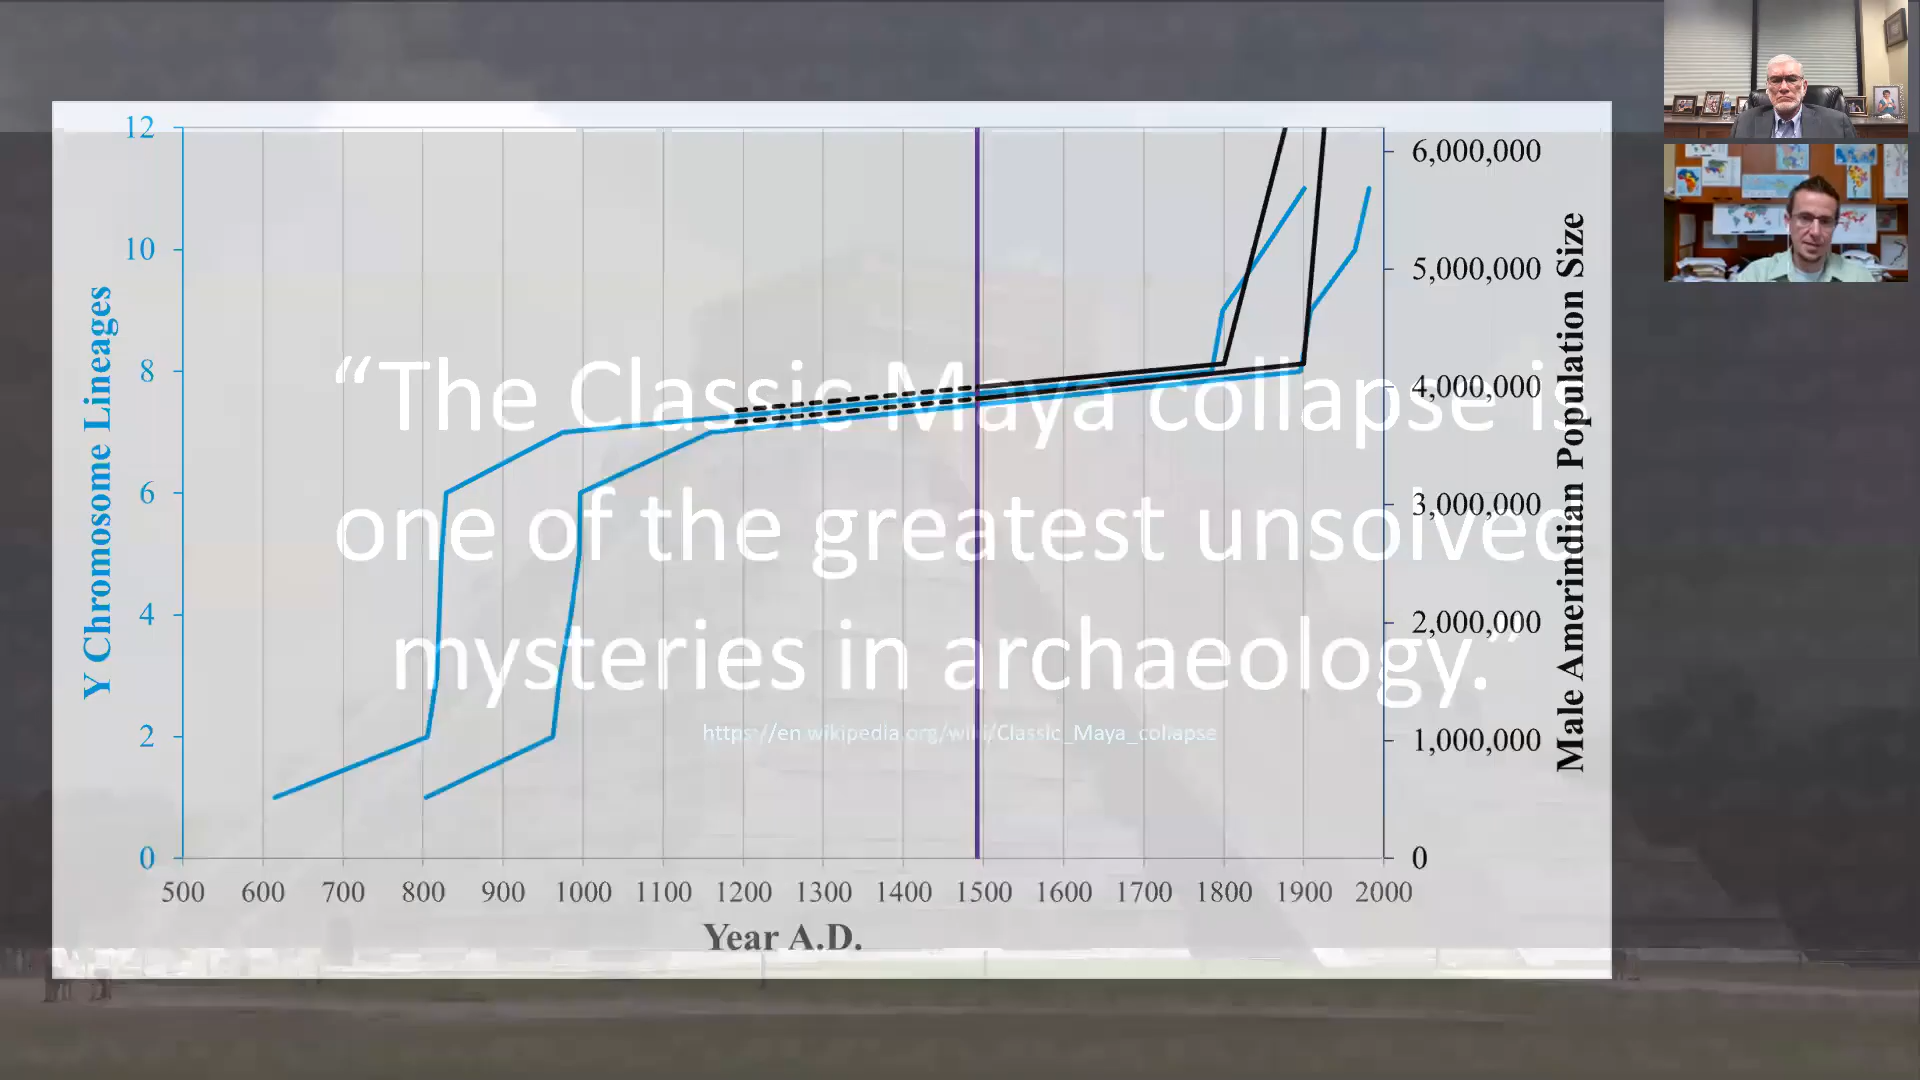 12
10
8
6
4
2
0
Y Chromosome Lineages
6,000,000
5,000,000
4,000,000
3,000,000
2,000,000
1,000,000
0
Male Amerindian Population Size
“The Classic Maya collapse is
one of the greatest unsolved
mysteries in archaeology.”
https://en.wikipedia.org/wiki/Classic_Maya_collapse
500 600 700 800 900 1000 1100 1200 1300 1400 1500 1600 1700 1800 1900 2000
Year A.D.